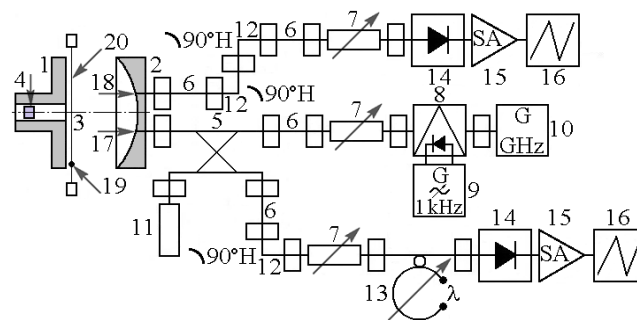 12 6 7 SA
90°H
1 20 2
14 15 16
4
18 6 12 90°H 8
3 5 6 7 G
GHz 10
17
19 G
1kHz 9
11 6 14 15 16
90°H 12 7 SA
13 λ